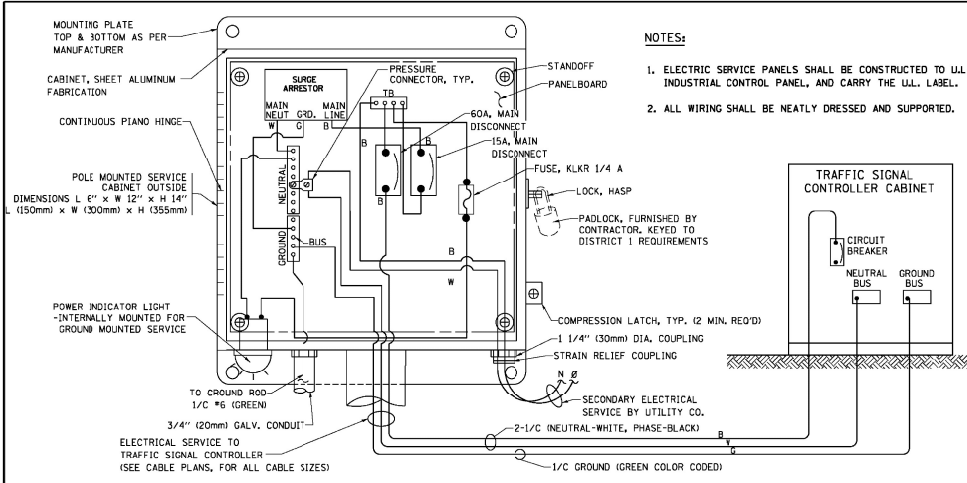 MOUNTING PLATE
TOP & BOTTOM AS PER
MANUFACTURER
CABINET, SHEET ALUMINUM
FABRICATION
CONTINUOUS PIANO HINGE
POLE MOUNTED SERVICE
CABINET OUTSIDE
DIMENSIONS L 6" x W 12" x H 14"
L (150mm) x W (300mm) x H (355mm)
POWER INDICATOR LIGHT
-INTERNALLY MOUNTED FOR
GROUND MOUNTED SERVICE
TO GROUND ROD
1/C #6 (GREEN)
3/4" (20mm) GALV. CONDUIT
ELECTRICAL SERVICE TO
TRAFFIC SIGNAL CONTROLLER
(SEE CABLE PLANS, FOR ALL CABLE SIZES)
SURGE
ARRESTOR
MAIN
NEUT
GRD.
MAIN
LINE
W
G
B
NEUTRAL
GROUND
BUS
PRESSURE
CONNECTOR, TYP.
TB
STANDOFF
PANELBOARD
60A, MAIN
DISCONNECT
15A, MAIN
DISCONNECT
B
B
B
FUSE, KLKR 1/4 A
LOCK, HASP
PADLOCK, FURNISHED BY
CONTRACTOR. KEYED TO
DISTRICT 1 REQUIREMENTS
B
W
COMPRESSION LATCH, TYP. (2 MIN. REQ'D)
1 1/4" (30mm) DIA. COUPLING
STRAIN RELIEF COUPLING
N Ø
SECONDARY ELECTRICAL
SERVICE BY UTILITY CO.
2-1/C (NEUTRAL-WHITE, PHASE-BLACK)
B
W
G
1/C GROUND (GREEN COLOR CODED)
NOTES:
1. ELECTRIC SERVICE PANELS SHALL BE CONSTRUCTED TO U.L
INDUSTRIAL CONTROL PANEL, AND CARRY THE U.L. LABEL.
2. ALL WIRING SHALL BE NEATLY DRESSED AND SUPPORTED.
TRAFFIC SIGNAL
CONTROLLER CABINET
CIRCUIT
BREAKER
NEUTRAL
BUS
GROUND
BUS